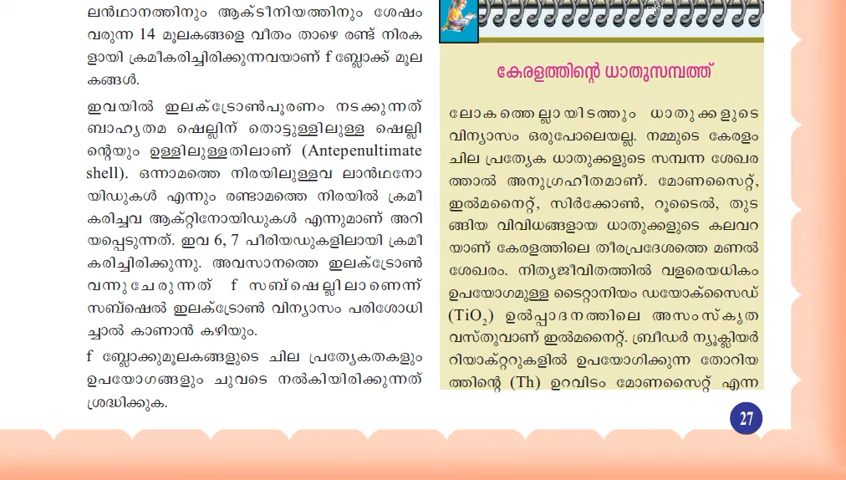 ലൻഥാനത്തിനും ആക്ടീനിയത്തിനും ശേഷം
വരുന്ന 14 മൂലകങ്ങളെ വീതം താഴെ രണ്ട് നിരക
ളായി ക്രമീകരിച്ചിരിക്കുന്നവയാണ് f ബ്ലോക്ക് മൂല
കങ്ങൾ.
ഇവയിൽ ഇലക്ട്രോൺപൂരണം നടക്കുന്നത്
ബാഹ്യതമ ഷെല്ലിന് തൊട്ടുള്ളിലുള്ള ഷെല്ലി
ന്റെയും ഉള്ളിലുള്ളതിലാണ് (Antepenultimate
shell). ഒന്നാമത്തെ നിരയിലുള്ളവ ലാൻഥനോ
യിഡുകൾ എന്നും രണ്ടാമത്തെ നിരയിൽ ക്രമീ
കരിച്ചവ ആക്റ്റിനോയിഡുകൾ എന്നുമാണ് അറി
യപ്പെടുന്നത്. ഇവ 6, 7 പീരിയഡുകളിലായി ക്രമീ
കരിച്ചിരിക്കുന്നു. അവസാനത്തെ ഇലക്ട്രോൺ
വന്നുചേരുന്നത് f സബ്ഷെല്ലിലാണെന്ന്
സബ്ഷെൽ ഇലക്ട്രോൺ വിന്യാസം പരിശോധി
ച്ചാൽ കാണാൻ കഴിയും.
f ബ്ലോക്കുമൂലകങ്ങളുടെ ചില പ്രത്യേകതകളും
ഉപയോഗങ്ങളും ചുവടെ നൽകിയിരിക്കുന്നത്
ശ്രദ്ധിക്കുക.
കേരളത്തിന്റെ ധാതുസമ്പത്ത്
ലോകത്തെല്ലായിടത്തും ധാതുക്കളുടെ
വിന്യാസം ഒരുപോലെയല്ല. നമ്മുടെ കേരളം
ചില പ്രത്യേക ധാതുക്കളുടെ സമ്പന്ന ശേഖര
ത്താൽ അനുഗ്രഹീതമാണ്. മോണസൈറ്റ്,
ഇൽമനൈറ്റ്, സിർക്കോൺ, റൂടൈൽ, തുട
ങ്ങിയ വിവിധങ്ങളായ ധാതുക്കളുടെ കലവറ
യാണ് കേരളത്തിലെ തീരപ്രദേശത്തെ മണൽ
ശേഖരം. നിത്യജീവിതത്തിൽ വളരെയധികം
ഉപയോഗമുള്ള ടൈറ്റാനിയം ഡയോക്സൈഡ്
(TiO₂) ഉൽപ്പാദനത്തിലെ അസംസ്കൃത
വസ്തുവാണ് ഇൽമനൈറ്റ്. ബ്രീഡർ ന്യൂക്ലിയർ
റിയാക്ടറുകളിൽ ഉപയോഗിക്കുന്ന തോറിയ
ത്തിന്റെ (Th) ഉറവിടം മോണസൈറ്റ് എന്ന
27